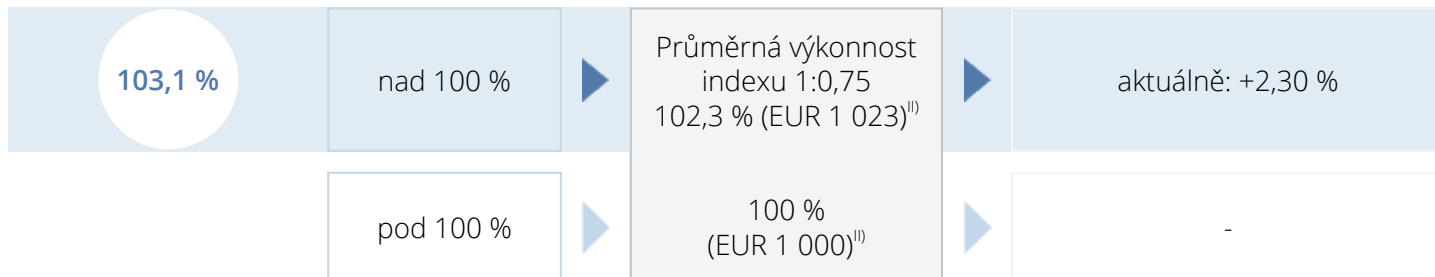 103,1 %
nad 100 %
Průměrná výkonnost
indexu 1:0,75
102,3 % (EUR 1 023)II)
aktuálně: +2,30 %
pod 100 %
100 %
(EUR 1 000)II)
-